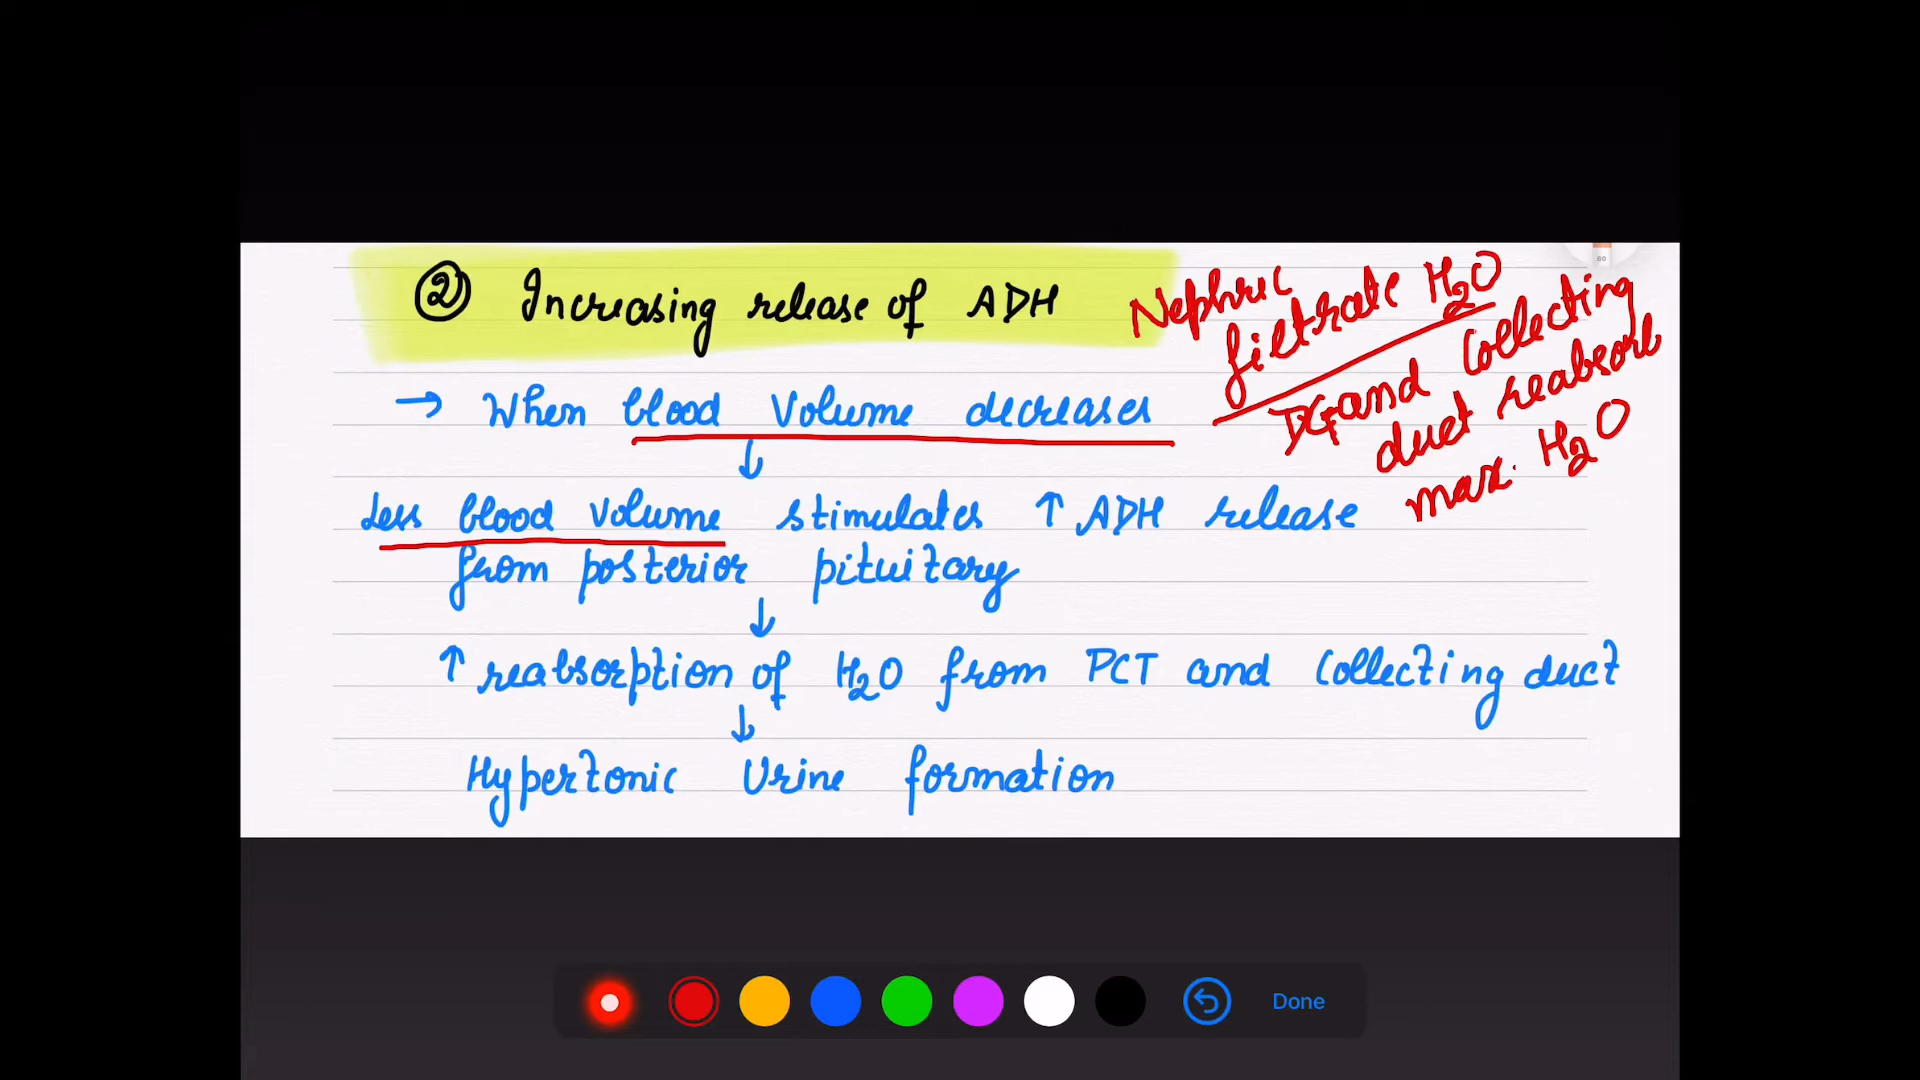 ② Increasing release of ADH
→ When blood volume decreases
↓
Less blood volume stimulates ↑ ADH release
from posterior pituitary
↓
↑ reabsorption of H2O from PCT and Collecting duct
↓
Hypertonic Urine formation
Nephric
filtrate H2O
and Collecting
duct reabsorb
max. H2O
60
Done